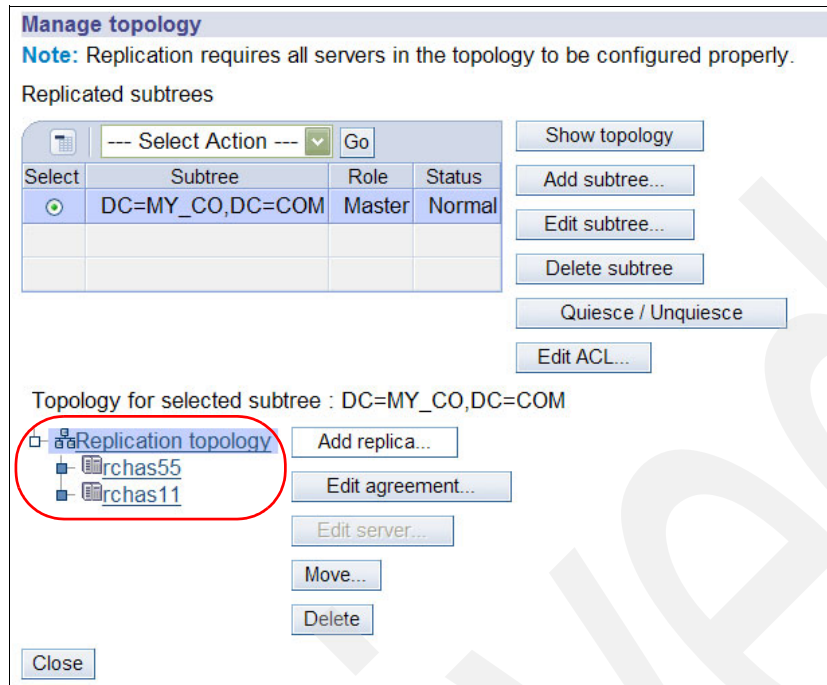 Manage topology
Note: Replication requires all servers in the topology to be configured properly.
Replicated subtrees
--- Select Action --- Go
Show topology
Select Subtree Role Status
Add subtree...
DC=MY_CO,DC=COM Master Normal
Edit subtree...
Delete subtree
Quiesce / Unquiesce
Edit ACL...
Topology for selected subtree : DC=MY_CO,DC=COM
Replication topology
Add replica...
rchas55
Edit agreement...
rchas11
Edit server...
Move...
Delete
Close